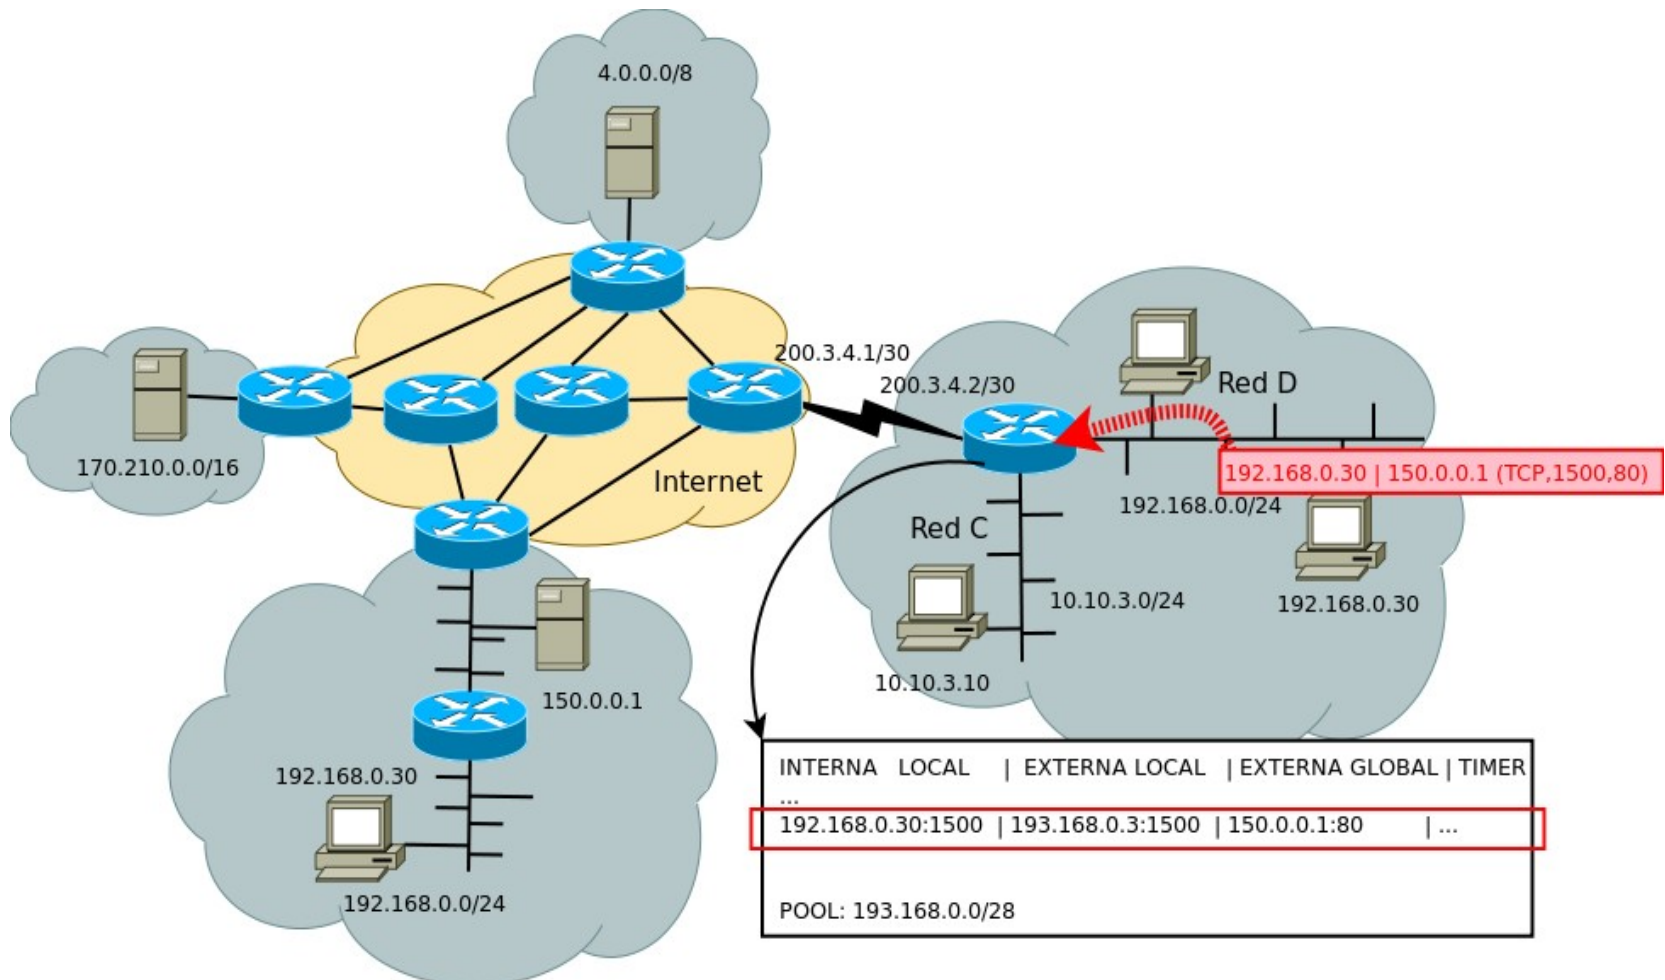 4.0.0.0/8
200.3.4.1/30
200.3.4.2/30
Red D
170.210.0.0/16
Internet
192.168.0.30 | 150.0.0.1 (TCP,1500,80)
192.168.0.0/24
Red C
10.10.3.0/24
192.168.0.30
10.10.3.10
150.0.0.1
192.168.0.30
192.168.0.0/24
INTERNA LOCAL | EXTERNA LOCAL | EXTERNA GLOBAL | TIMER
...
192.168.0.30:1500 | 193.168.0.3:1500 | 150.0.0.1:80 | ...
POOL: 193.168.0.0/28